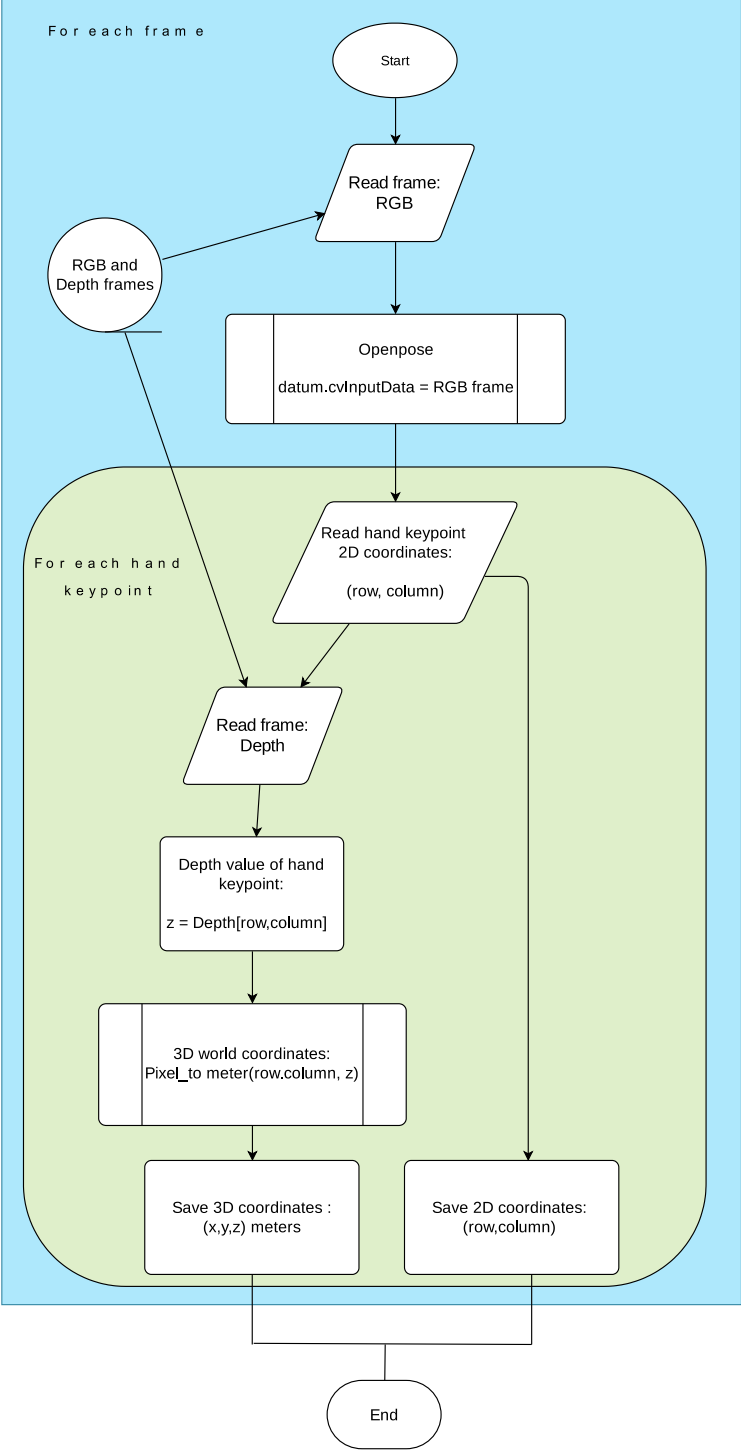 For each frame
Start
Read frame:
RGB
RGB and
Depth frames
Openpose
datum.cvInputData = RGB frame
For each hand
keypoint
Read hand keypoint
2D coordinates:
(row, column)
Read frame:
Depth
Depth value of hand
keypoint:
z = Depth[row,column]
3D world coordinates:
Pixel_to meter(row.column, z)
Save 3D coordinates :
(x,y,z) meters
Save 2D coordinates:
(row,column)
End